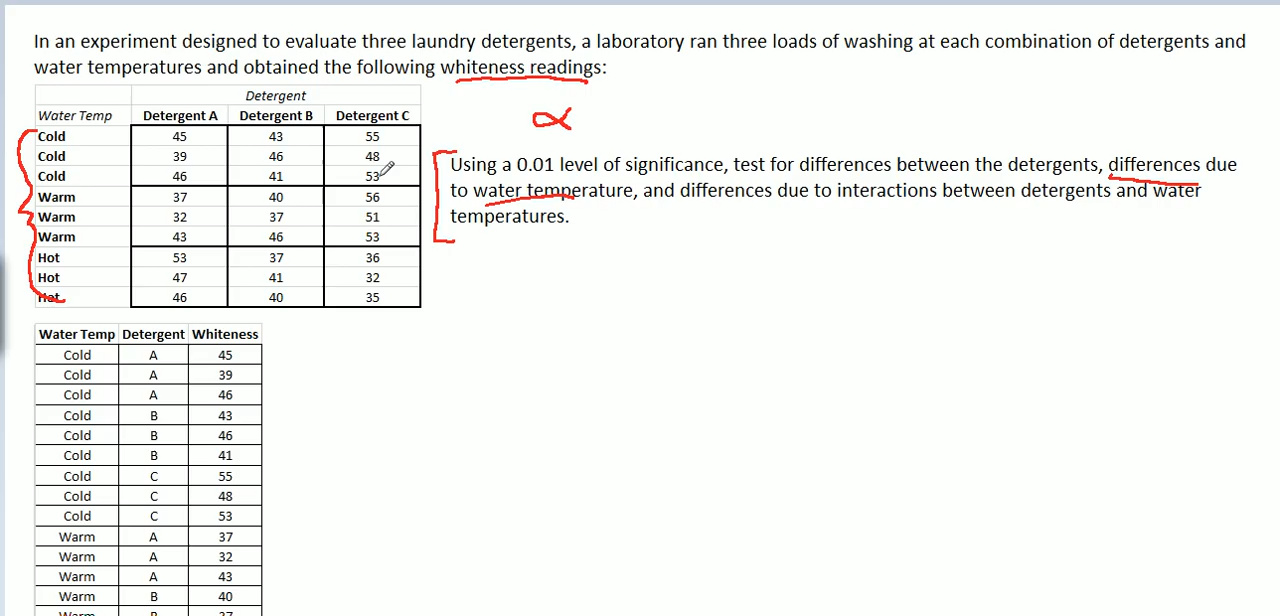 In an experiment designed to evaluate three laundry detergents, a laboratory ran three loads of washing at each combination of detergents and
water temperatures and obtained the following whiteness readings:
Detergent
Water Temp Detergent A Detergent B Detergent C
Cold 45 43 55
Cold 39 46 48
Cold 46 41 53
Warm 37 40 56
Warm 32 37 51
Warm 43 46 53
Hot 53 37 36
Hot 47 41 32
Hot 46 40 35
α
Using a 0.01 level of significance, test for differences between the detergents, differences due
to water temperature, and differences due to interactions between detergents and water
temperatures.
Water Temp Detergent Whiteness
Cold A 45
Cold A 39
Cold A 46
Cold B 43
Cold B 46
Cold B 41
Cold C 55
Cold C 48
Cold C 53
Warm A 37
Warm A 32
Warm A 43
Warm B 40
Warm B 37